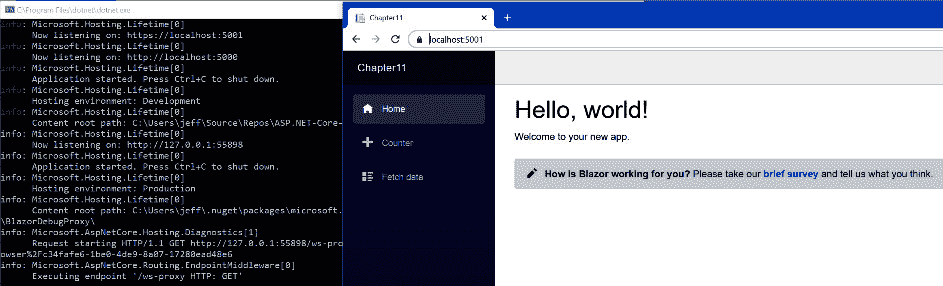 C:\Program Files\dotnet\dotnet.exe
info: Microsoft.Hosting.Lifetime[0]
Now listening on: https://localhost:5001
info: Microsoft.Hosting.Lifetime[0]
Now listening on: http://localhost:5000
info: Microsoft.Hosting.Lifetime[0]
Application started. Press Ctrl+C to shut down.
info: Microsoft.Hosting.Lifetime[0]
Hosting environment: Development
info: Microsoft.Hosting.Lifetime[0]
Content root path: C:\Users\jeff\Source\Repos\ASP.NET-Core-
info: Microsoft.Hosting.Lifetime[0]
Now listening on: http://127.0.0.1:55898
info: Microsoft.Hosting.Lifetime[0]
Application started. Press Ctrl+C to shut down.
info: Microsoft.Hosting.Lifetime[0]
Hosting environment: Production
info: Microsoft.Hosting.Lifetime[0]
Content root path: C:\Users\jeff\.nuget\packages\microsoft.
\BlazorDebugProxy\
info: Microsoft.AspNetCore.Hosting.Diagnostics[1]
Request starting HTTP/1.1 GET http://127.0.0.1:55898/ws-pro
owser%2Fc34fafe6-1be0-4de9-8a07-17280ead48e6
info: Microsoft.AspNetCore.Routing.EndpointMiddleware[0]
Executing endpoint '/ws-proxy HTTP: GET'
Chapter11
localhost:5001
Chapter11
Home
Counter
Fetch data
Hello, world!
Welcome to your new app.
How is Blazor working for you? Please take our brief survey and tell us what you think.